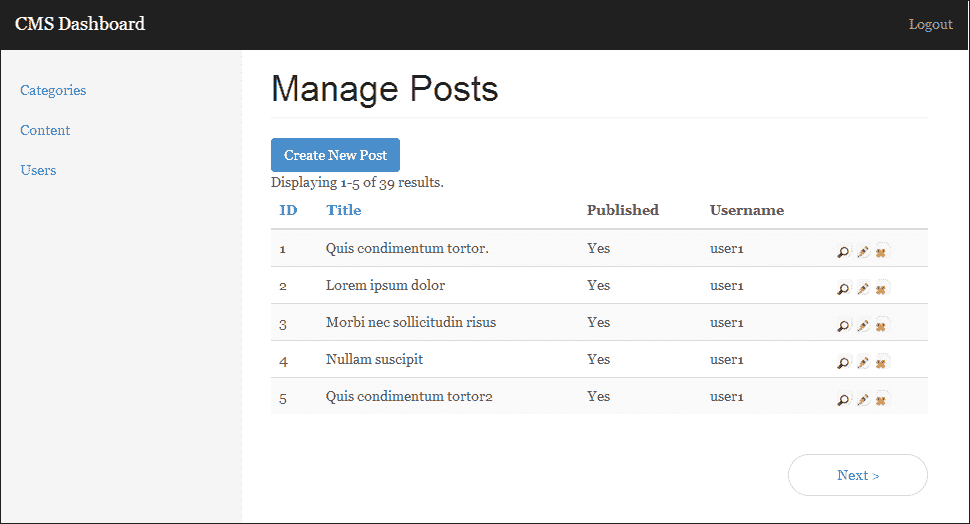 CMS Dashboard Logout
Categories
Content
Users
Manage Posts
Create New Post
Displaying 1-5 of 39 results.
ID Title Published Username
1 Quis condimentum tortor. Yes user1
2 Lorem ipsum dolor Yes user1
3 Morbi nec sollicitudin risus Yes user1
4 Nullam suscipit Yes user1
5 Quis condimentum tortor2 Yes user1
Next >